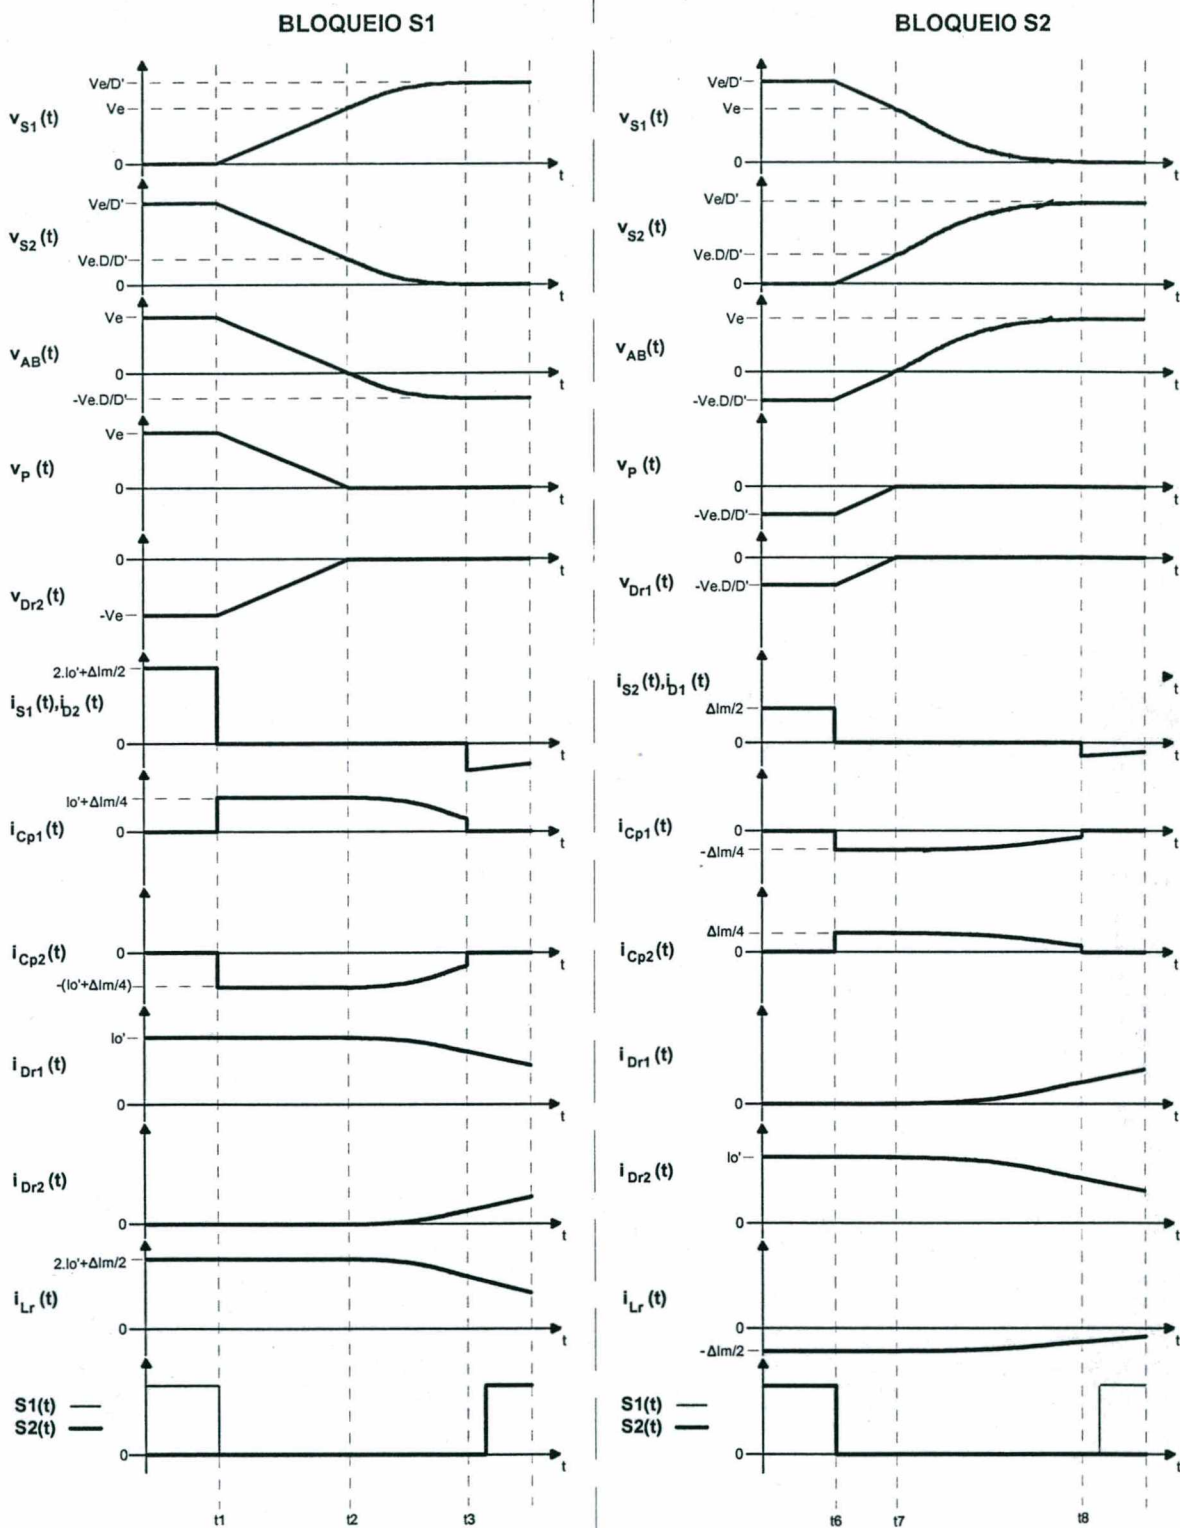 BLOQUEIO S1
Ve/D'
Ve
vS1(t)
0
t
Ve/D'
vS2(t)
Ve.D/D'
0
t
Ve
vAB(t)
0
t
-Ve.D/D'
Ve
vP(t)
0
t
0
t
vDr2(t)
-Ve
2.Io'+ΔIm/2
iS1(t),iD2(t)
0
t
Io'+ΔIm/4
iCp1(t)
0
t
iCp2(t)
0
t
-(Io'+ΔIm/4)
Io'
iDr1(t)
0
t
iDr2(t)
0
t
2.Io'+ΔIm/2
iLr(t)
0
t
S1(t)
S2(t)
0
t
t1
t2
t3
BLOQUEIO S2
Ve/D'
Ve
vS1(t)
0
t
Ve/D'
vS2(t)
Ve.D/D'
0
t
Ve
vAB(t)
0
t
-Ve.D/D'
vP(t)
0
t
-Ve.D/D'
0
t
vDr1(t)
-Ve.D/D'
iS2(t),iD1(t)
t
ΔIm/2
0
t
iCp1(t)
0
t
-ΔIm/4
ΔIm/4
iCp2(t)
0
t
iDr1(t)
0
t
Io'
iDr2(t)
0
t
iLr(t)
0
t
-ΔIm/2
S1(t)
S2(t)
0
t
t6
t7
t8